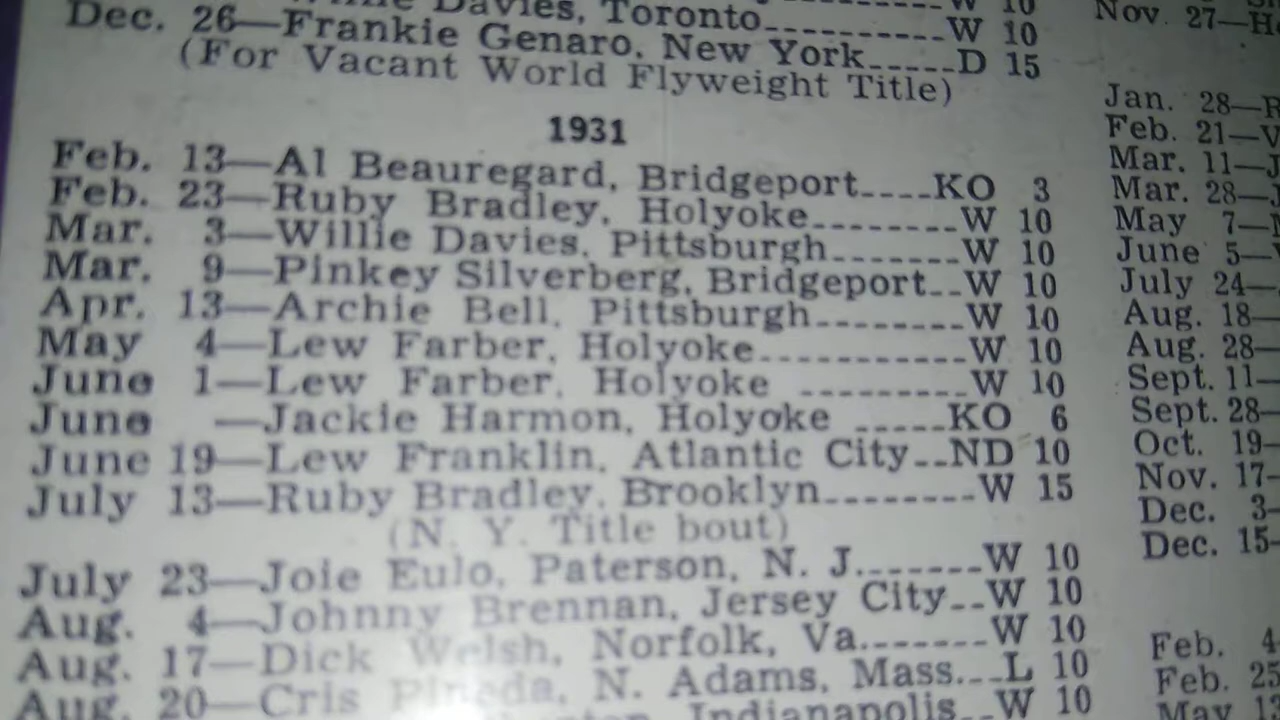 Davies, Toronto----------W 10
Dec. 26—Frankie Genaro, New York-----D 15
(For Vacant World Flyweight Title)
1931
Feb. 13—Al Beauregard, Bridgeport----KO 3
Feb. 23—Ruby Bradley, Holyoke--------W 10
Mar. 3—Willie Davies, Pittsburgh-------W 10
Mar. 9—Pinkey Silverberg, Bridgeport--W 10
Apr. 13—Archie Bell, Pittsburgh--------W 10
May 4—Lew Farber, Holyoke-----------W 10
June 1—Lew Farber, Holyoke ---------W 10
June —Jackie Harmon, Holyoke -----KO 6
June 19—Lew Franklin, Atlantic City--ND 10
July 13—Ruby Bradley, Brooklyn--------W 15
(N. Y. Title bout)
July 23—Joie Eulo, Paterson, N. J.-------W 10
Aug. 4—Johnny Brennan, Jersey City--W 10
Aug. 17—Dick Welsh, Norfolk, Va.-------W 10
Aug. 20—Cris Pineda, N. Adams, Mass.--L 10
Indianapolis--W 10
Nov. 27—
Jan. 28—
Feb. 21—
Mar. 11—
Mar. 28—
May 7—
June 5—
July 24—
Aug. 18—
Aug. 28—
Sept. 11—
Sept. 28—
Oct. 19—
Nov. 17—
Dec. 3—
Dec. 15—
Feb. 4
Feb. 25
May